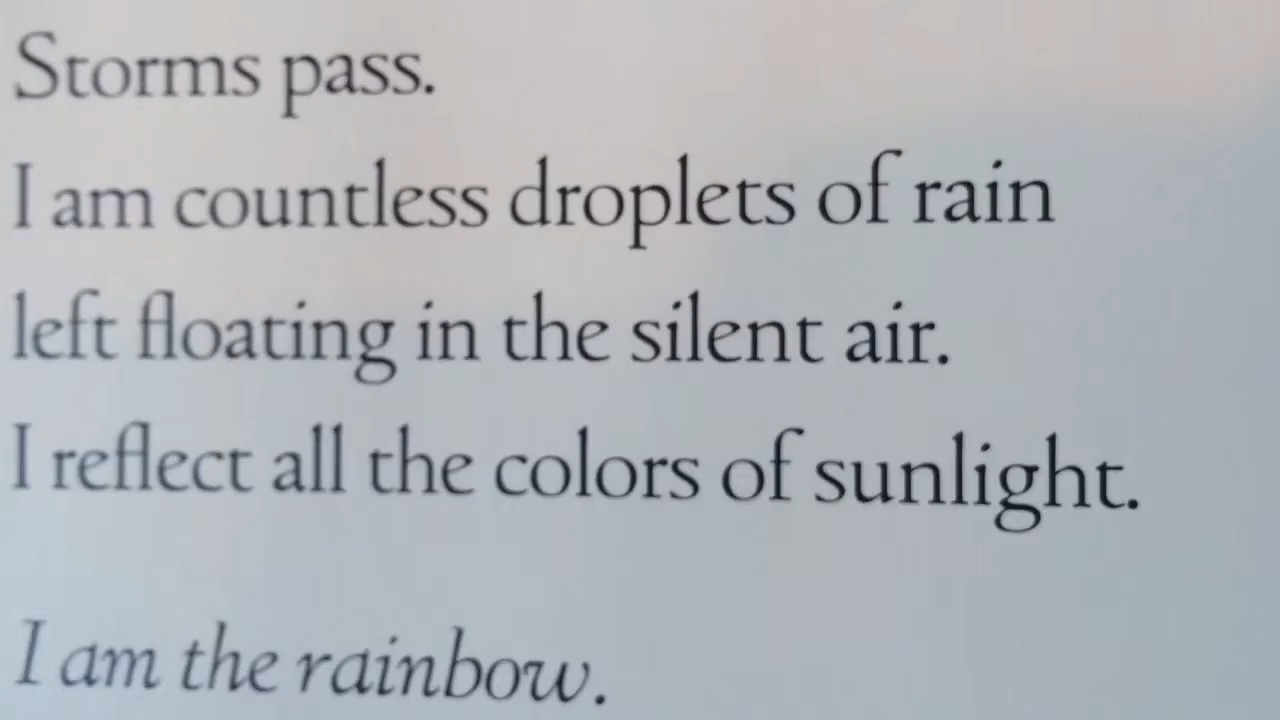 Storms pass.
I am countless droplets of rain
left floating in the silent air.
I reflect all the colors of sunlight.
I am the rainbow.